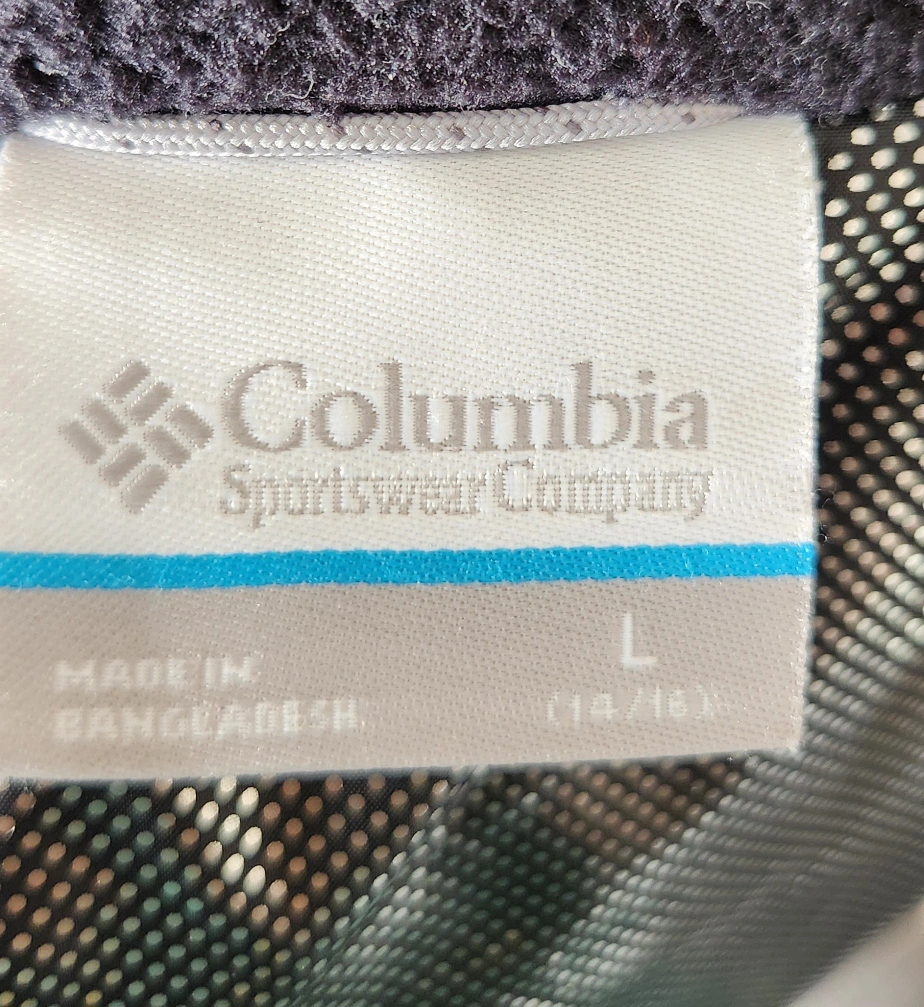 Columbia
Sportswear Company
L
MADE IN
(14/16)
BANGLADESH